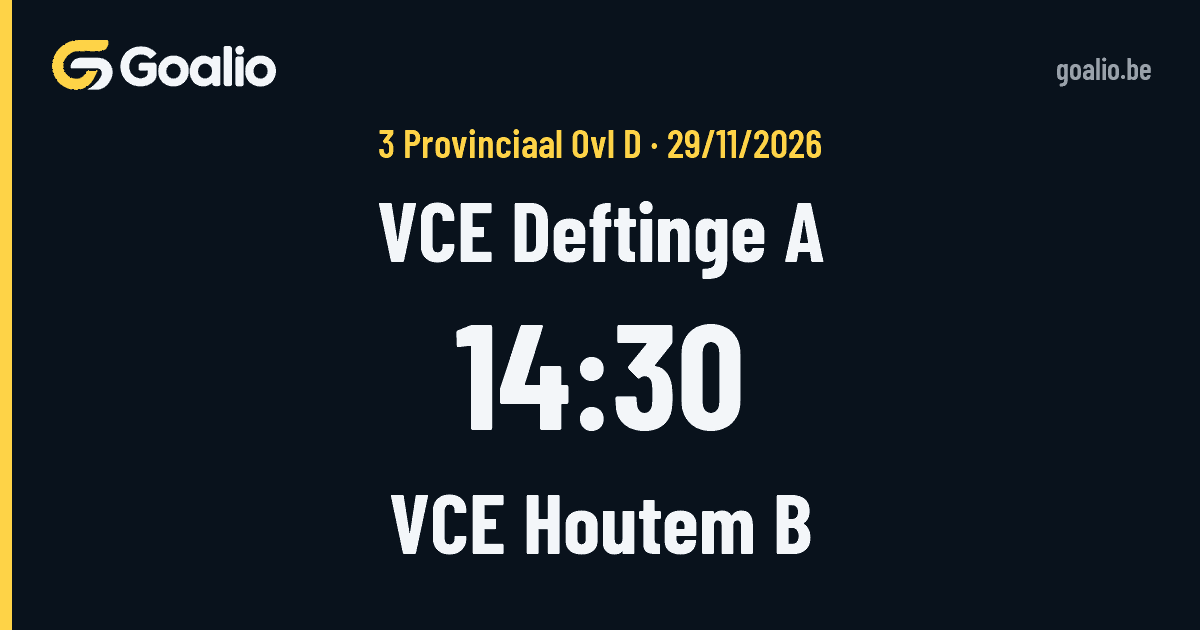 Goalio
goalio.be
3 Provinciaal Ovl D · 29/11/2026
VCE Deftinge A
14:30
VCE Houtem B